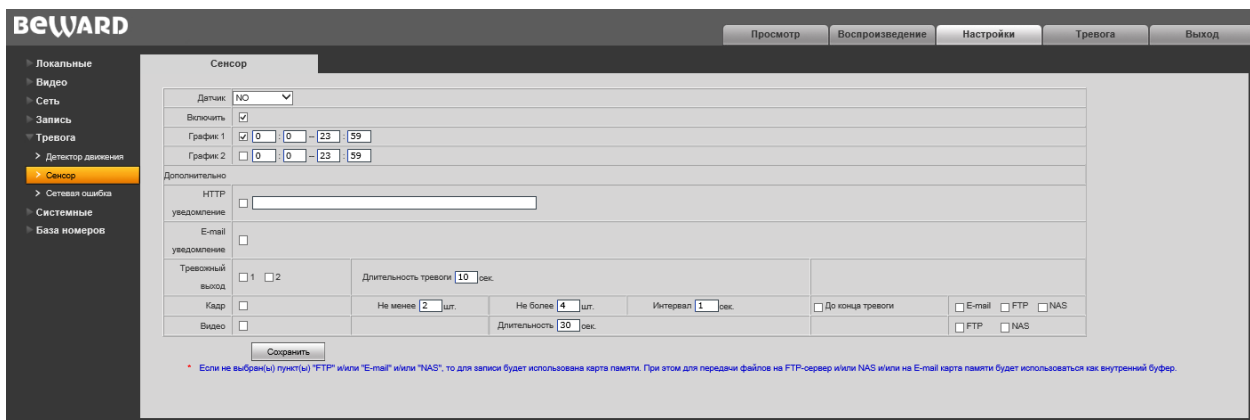 BEWARD
Просмотр Воспроизведение Настройки Тревога Выход
Локальные
Видео
Сеть
Запись
Тревога
Детектор движения
Сенсор
Сетевая ошибка
Системные
База номеров
Сенсор
Датчик NO
Включить
График 1 0 : 0 – 23 : 59
График 2 0 : 0 – 23 : 59
Дополнительно
HTTP
уведомление
E-mail
уведомление
Тревожный
выход
1 2 Длительность тревоги 10 сек.
Кадр Не менее 2 шт. Не более 4 шт. Интервал 1 сек. До конца тревоги E-mail FTP NAS
Видео Длительность 30 сек. FTP NAS
Сохранить
* Если не выбран(ы) пункт(ы) "FTP" и/или "E-mail" и/или "NAS", то для записи будет использована карта памяти. При этом для передачи файлов на FTP-сервер и/или NAS и/или на E-mail карта памяти будет использоваться как внутренний буфер.